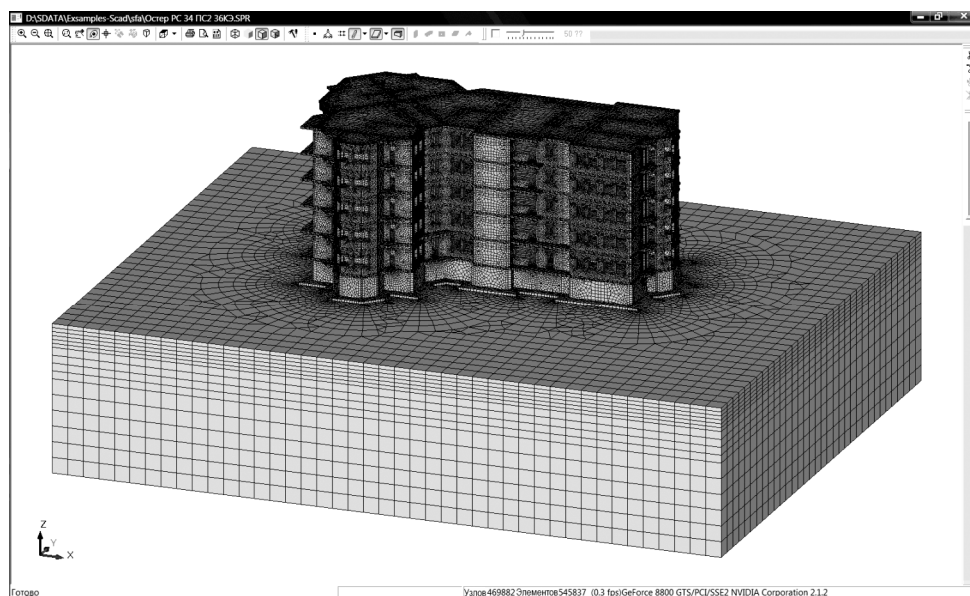 D:\SDATA\Exsamples-Scad\sfa\Остер РС 34 ПС2 36КЭ.SPR
50 ??
Z
Y
X
Готово
Узлов 469882 Элементов 545837 (0.3 fps)GeForce 8800 GTS/PCI/SSE2 NVIDIA Corporation 2.1.2